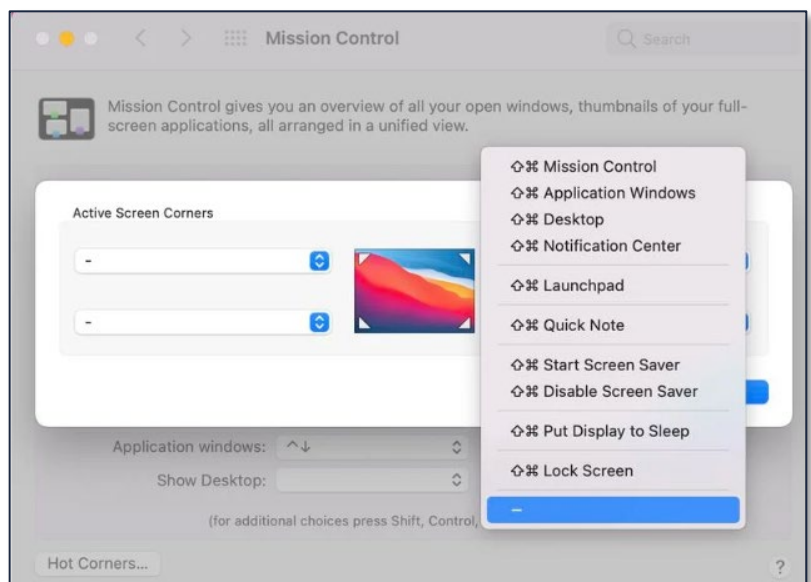 Mission Control
Search
Mission Control gives you an overview of all your open windows, thumbnails of your full-
screen applications, all arranged in a unified view.
Active Screen Corners
-
-
⇧⌘ Mission Control
⇧⌘ Application Windows
⇧⌘ Desktop
⇧⌘ Notification Center
⇧⌘ Launchpad
⇧⌘ Quick Note
⇧⌘ Start Screen Saver
⇧⌘ Disable Screen Saver
⇧⌘ Put Display to Sleep
⇧⌘ Lock Screen
–
Application windows: ^↓
Show Desktop:
(for additional choices press Shift, Control,
Hot Corners...
?